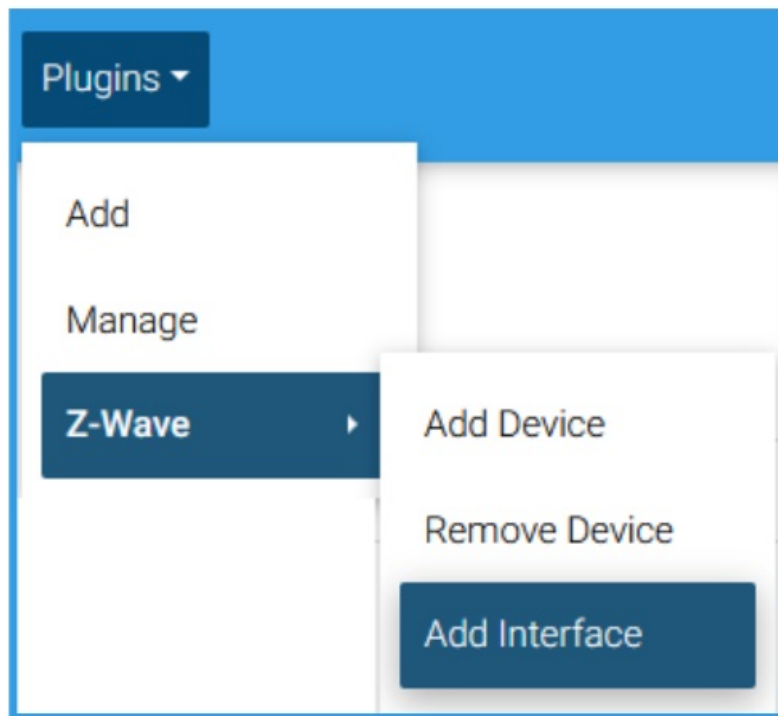 Plugins
Add
Manage
Z-Wave
Add Device
Remove Device
Add Interface